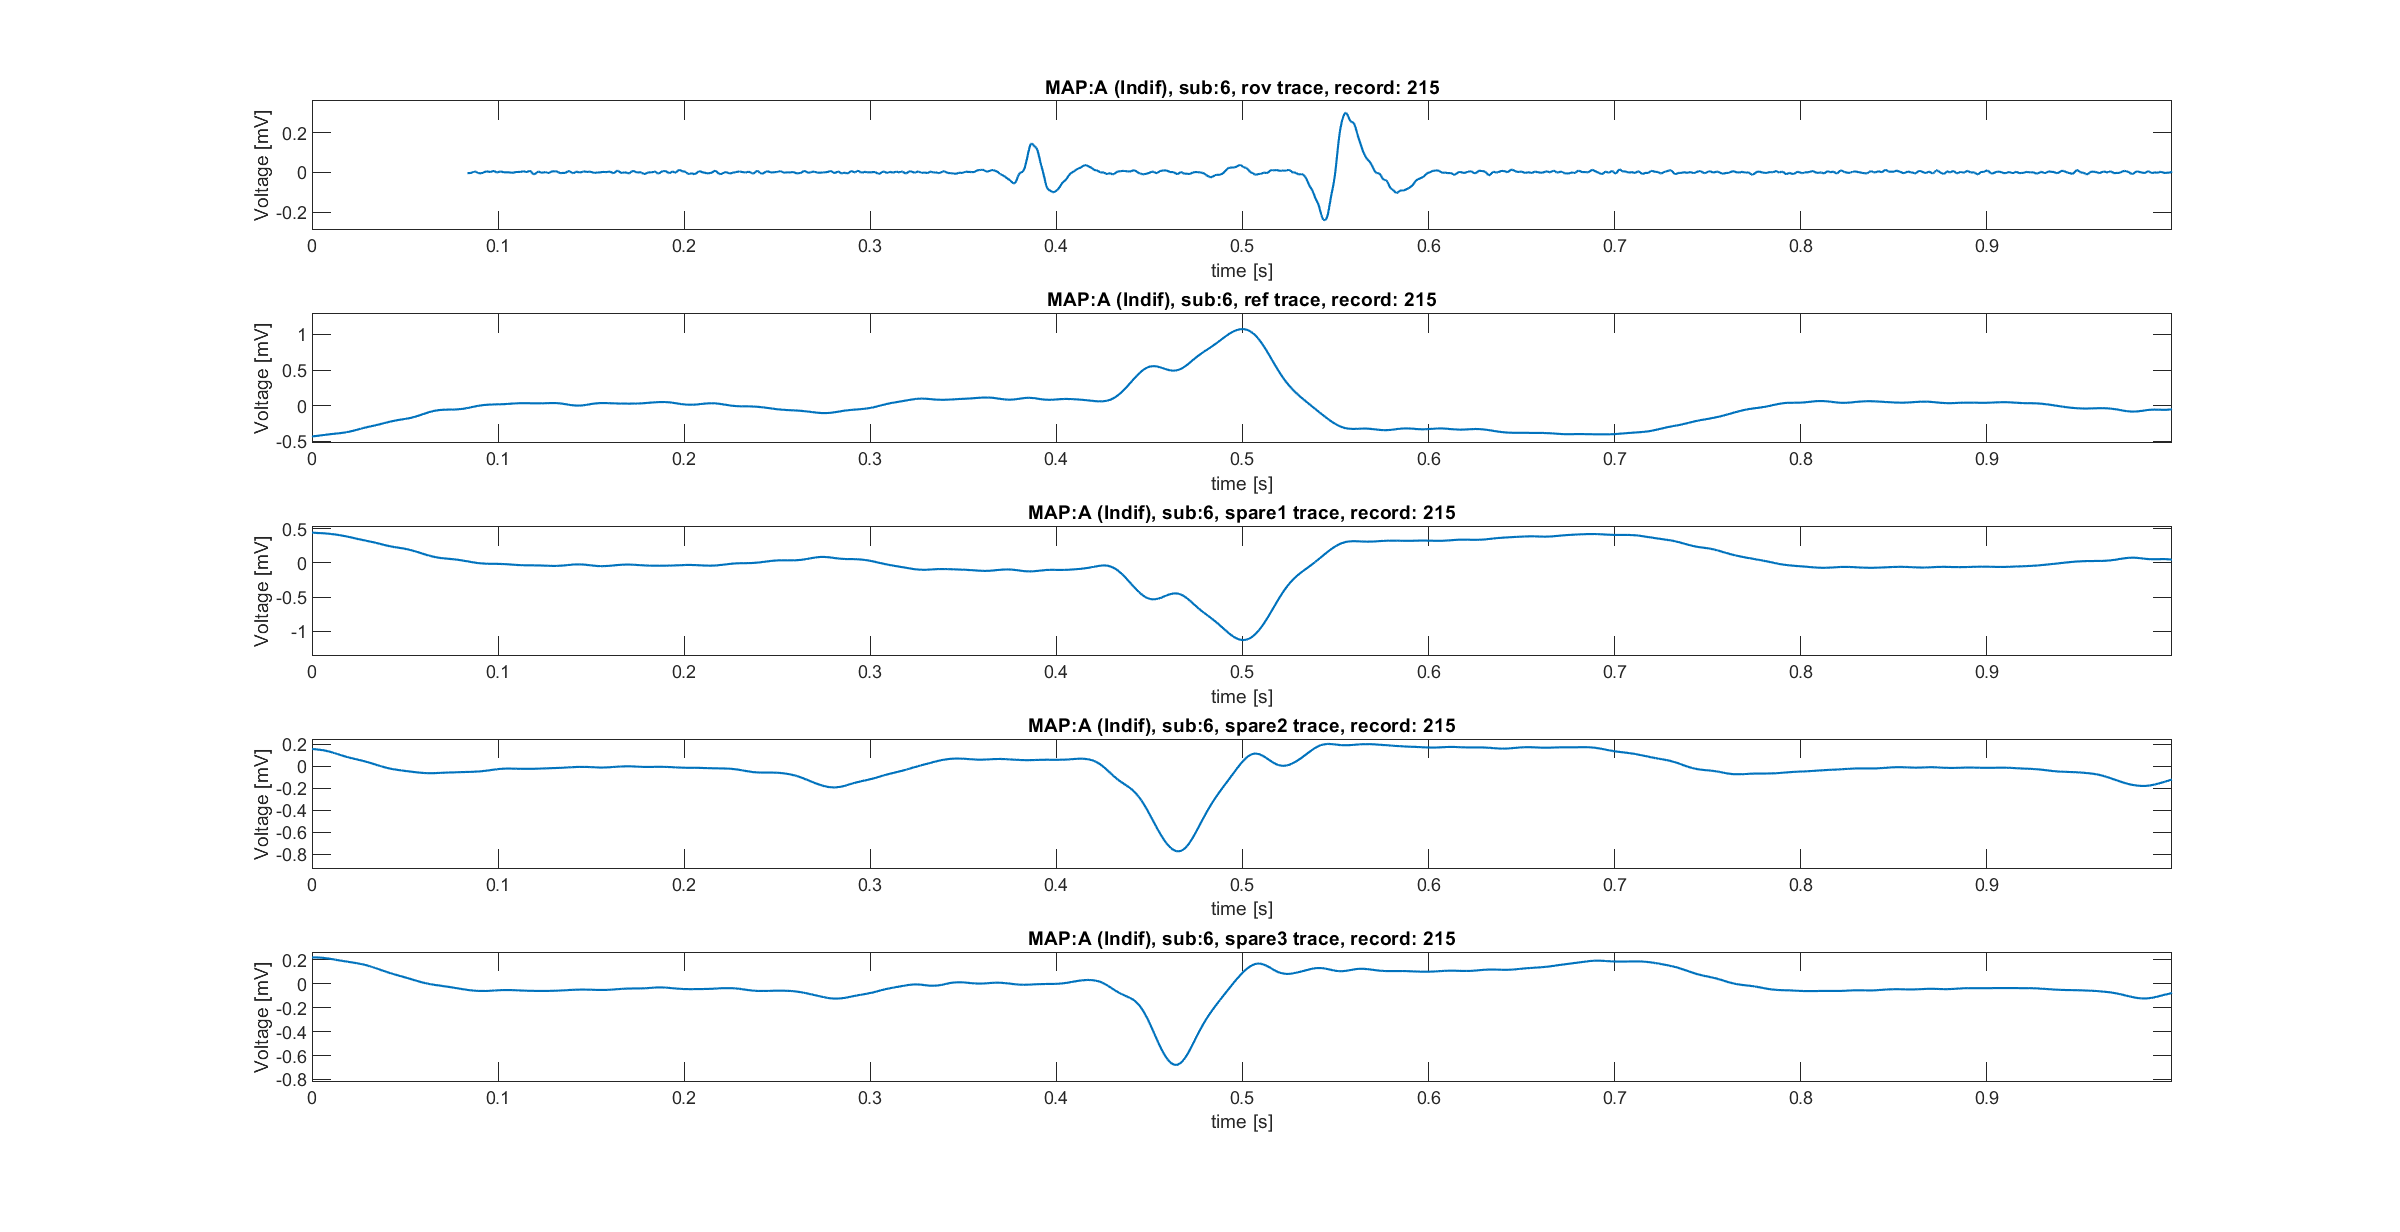 MAP:A (Indif), sub:6, rov trace, record: 215
Voltage [mV]
0.2
0
-0.2
0 0.1 0.2 0.3 0.4 0.5 0.6 0.7 0.8 0.9
time [s]
MAP:A (Indif), sub:6, ref trace, record: 215
Voltage [mV]
1
0.5
0
-0.5
0 0.1 0.2 0.3 0.4 0.5 0.6 0.7 0.8 0.9
time [s]
MAP:A (Indif), sub:6, spare1 trace, record: 215
Voltage [mV]
0.5
0
-0.5
-1
0 0.1 0.2 0.3 0.4 0.5 0.6 0.7 0.8 0.9
time [s]
MAP:A (Indif), sub:6, spare2 trace, record: 215
Voltage [mV]
0.2
0
-0.2
-0.4
-0.6
-0.8
0 0.1 0.2 0.3 0.4 0.5 0.6 0.7 0.8 0.9
time [s]
MAP:A (Indif), sub:6, spare3 trace, record: 215
Voltage [mV]
0.2
0
-0.2
-0.4
-0.6
-0.8
0 0.1 0.2 0.3 0.4 0.5 0.6 0.7 0.8 0.9
time [s]